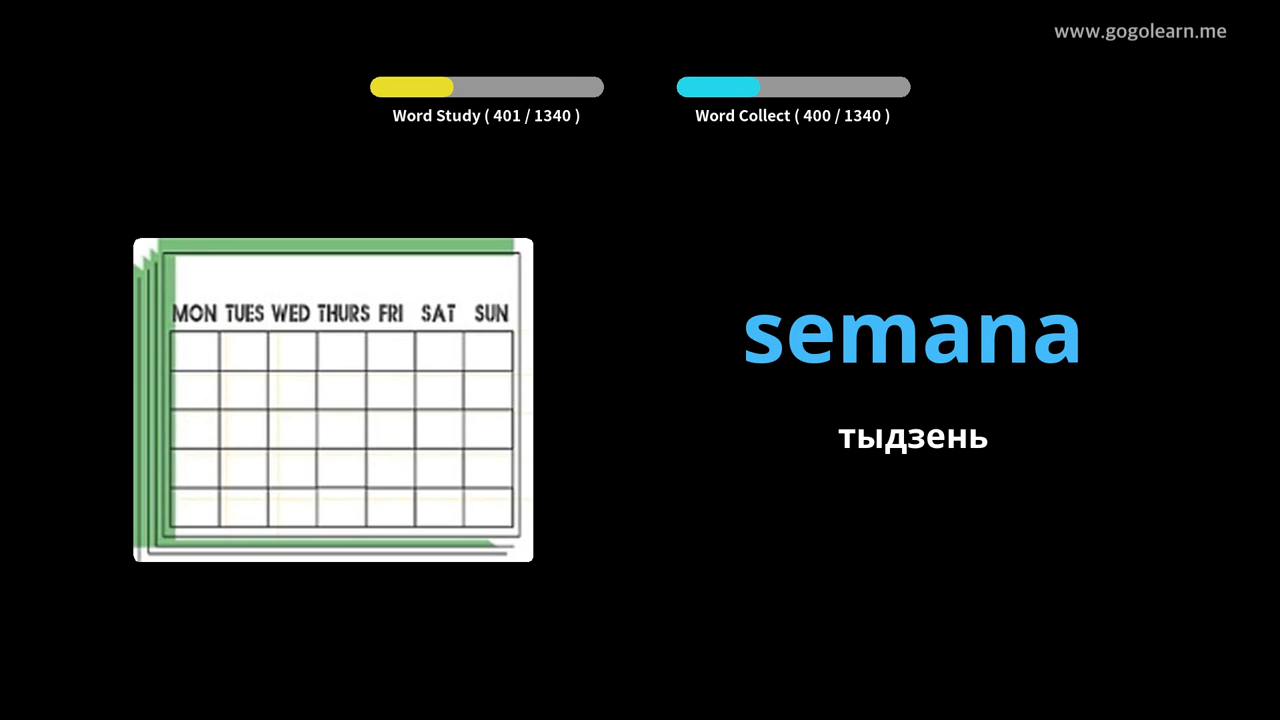 www.gogolearn.me
Word Study ( 401 / 1340 )
Word Collect ( 400 / 1340 )
MON TUES WED THURS FRI SAT SUN
semana
тыдзень